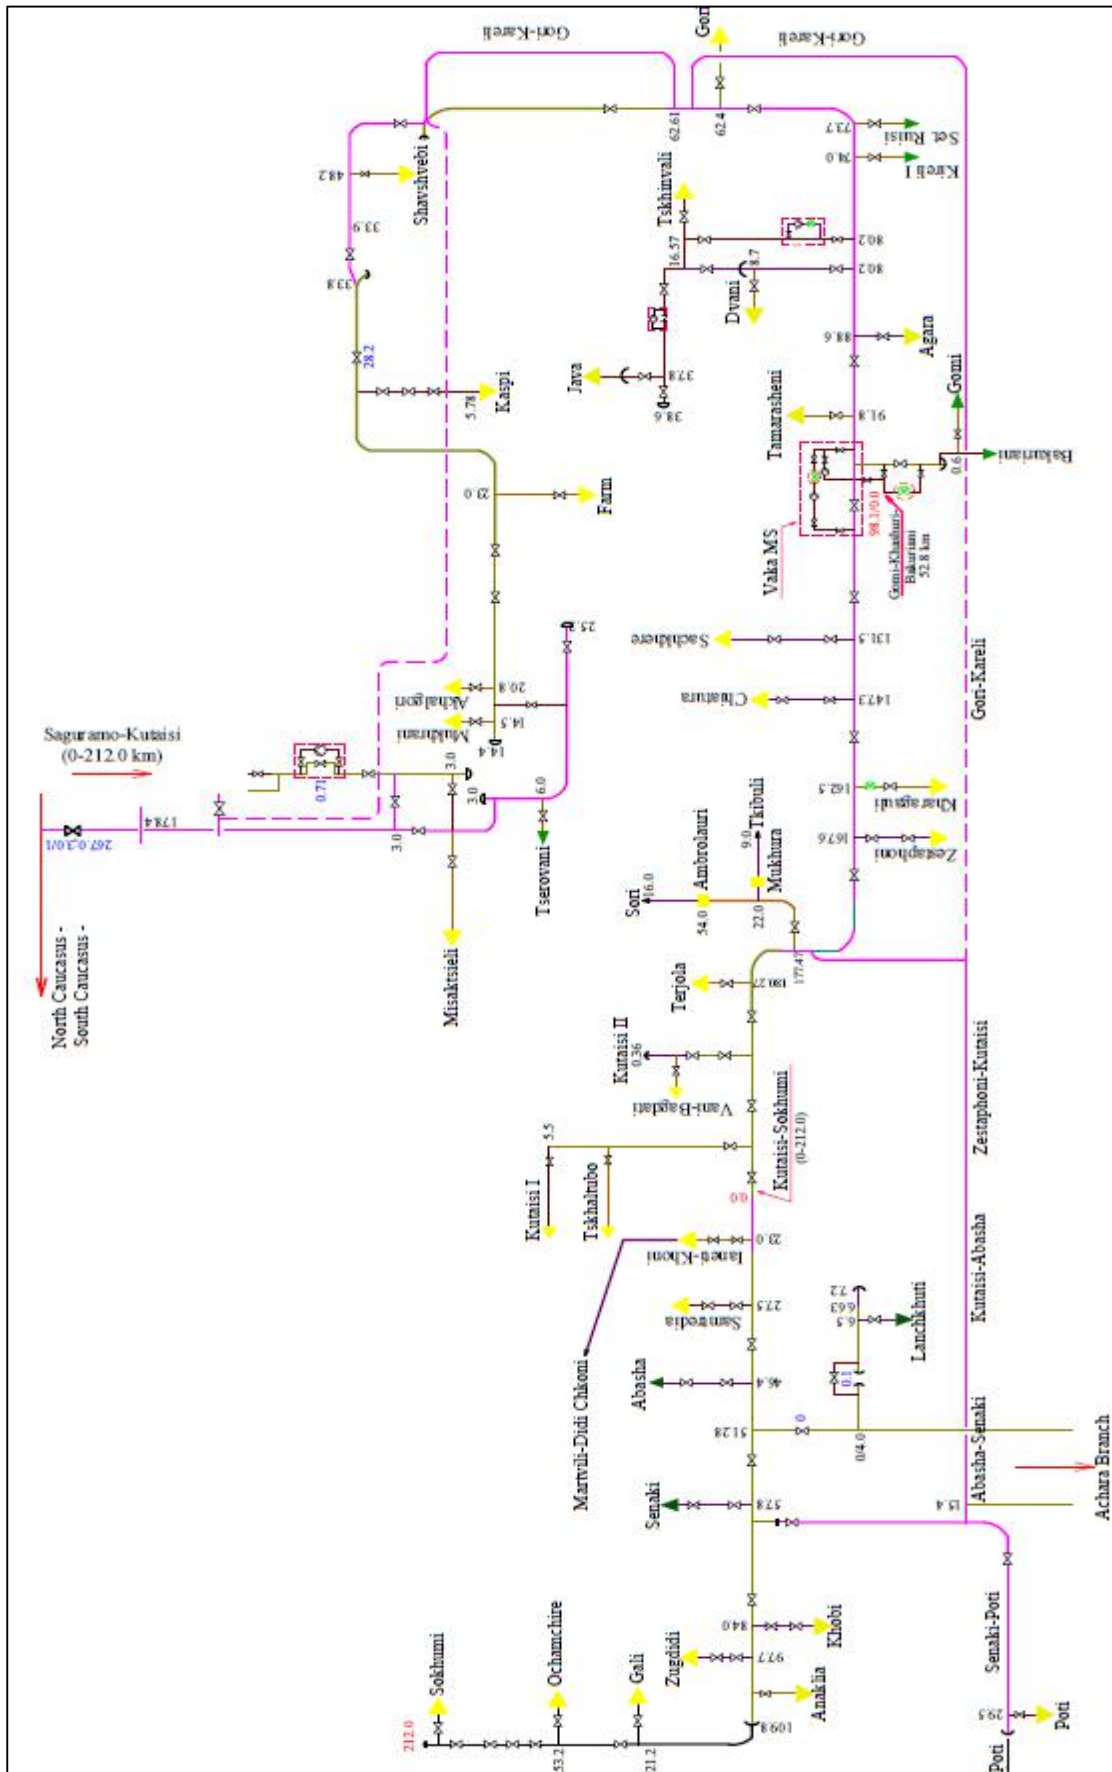 Gori-Kareli
Gori
Gori-Kareli
62.61
62.4
73.7
Set. Ruisi
74.0
Kireli I
48.2
Shavshvebi
33.9
33.8
28.2
5.78
Kaspi
Tskhinvali
16.57
80.2
80.2
8.7
Dvani
Java
37.8
38.6
88.6
Agara
Tamarasheni
91.8
Gomi
0.6
Bakuriani
23.0
Farm
Vaka MS
98.1/0.0
Gomi-Khashuri-
Bakuriani
52.8 km
Sachkhere
131.5
Chiatura
147.3
Gori-Kareli
162.5
Kharagauli
167.6
Zestaphoni
Akhalgori
20.8
Mukhrani
14.5
14.4
Saguramo-Kutaisi
(0-212.0 km)
0.71
3.0
3.0
3.0
6.0
Tserovani
178.4
Misaktsieli
North Caucasus -
South Caucasus -
Sori
16.0
Ambrolauri
54.0
9.0
Tkibuli
Mukhura
22.0
177.47
Terjola
180.27
Kutaisi II
0.36
Vani-Bagdati
Kutaisi-Sokhumi
(0-212.0)
Zestaphoni-Kutaisi
5.5
Kutaisi I
Tskhaltubo
0.0
Ianeti-Khoni
23.0
Samtredia
27.5
Martvili-Didi Chkoni
Abasha
46.4
7.2
6.63
6.5
Lanchkhuti
0.1
Kutaisi-Abasha
51.28
0
0/4.0
Abasha-Senaki
Achara Branch
Senaki
57.8
15.4
84.0
Khobi
Zugdidi
97.7
Anaklia
109.8
Senaki-Poti
29.5
Poti
Poti
212.0
Sokhumi
Ochamchire
53.2
Gali
21.2